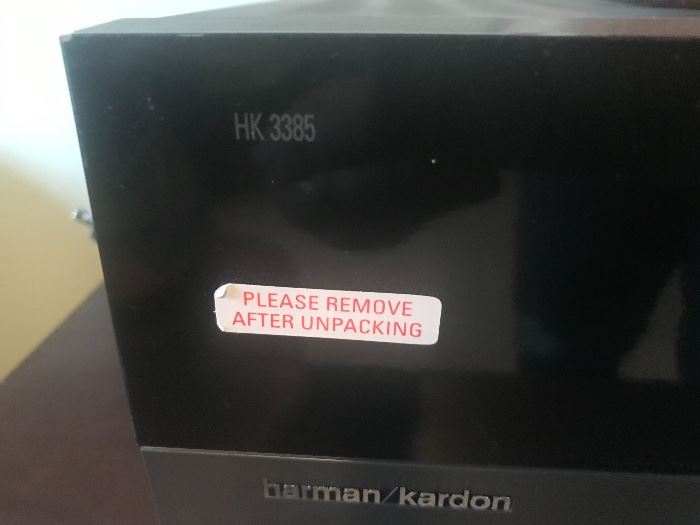 HK 3385
PLEASE REMOVE
AFTER UNPACKING
harman/kardon